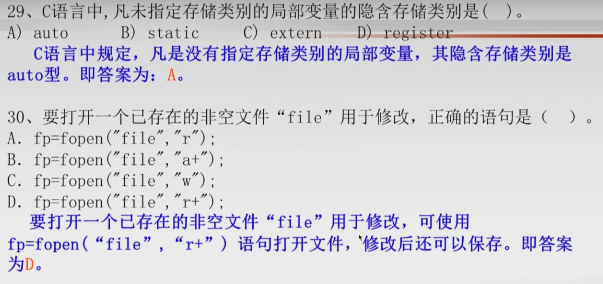 29、C语言中,凡未指定存储类别的局部变量的隐含存储类别是( )。
A) auto B) static C) extern D) register
C语言中规定，凡是没有指定存储类别的局部变量，其隐含存储类别是
auto型。即答案为：A。
30、要打开一个已存在的非空文件“file”用于修改，正确的语句是（ ）。
A. fp=fopen("file","r");
B. fp=fopen("file","a+");
C. fp=fopen("file","w");
D. fp=fopen("file","r+");
要打开一个已存在的非空文件“file”用于修改，可使用
fp=fopen(“file”,“r+”) 语句打开文件，修改后还可以保存。即答案
为D。